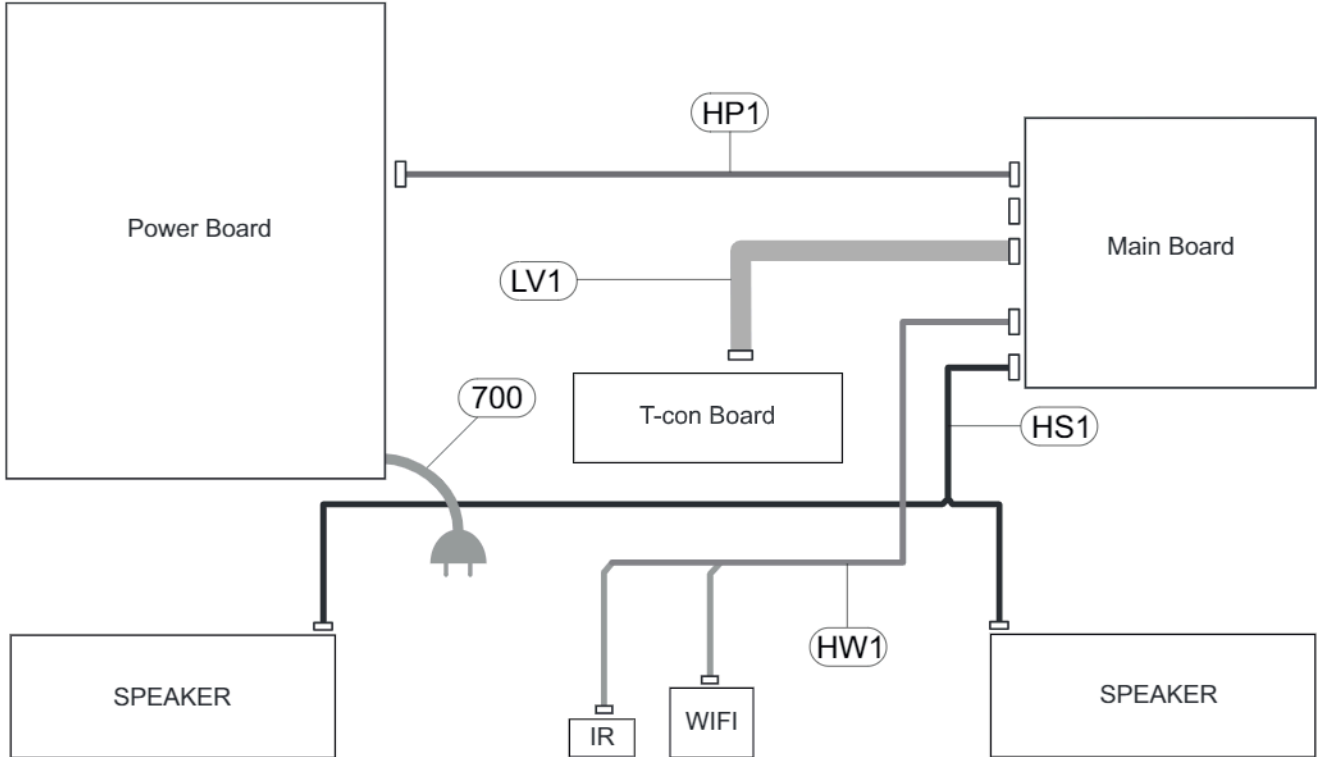 HP1
Power Board
Main Board
LV1
700
T-con Board
HS1
HW1
SPEAKER
SPEAKER
IR
WIFI